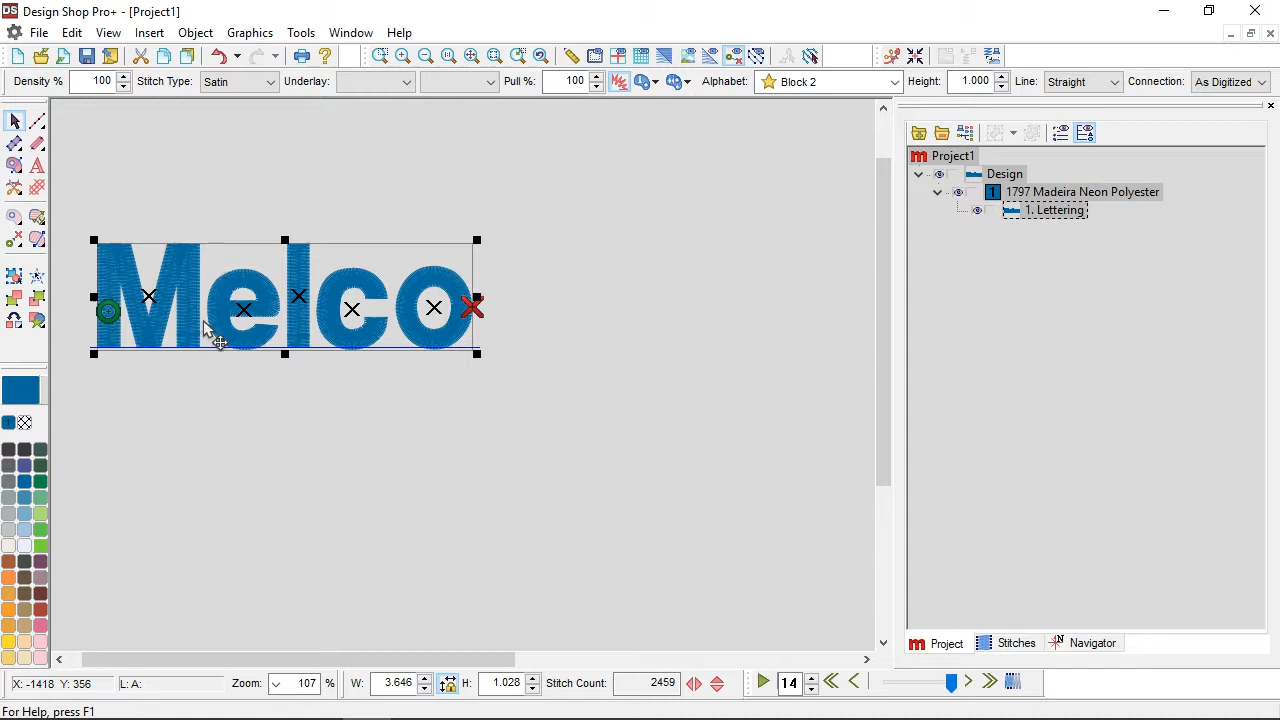 DS Design Shop Pro+ - [Project1]
File Edit View Insert Object Graphics Tools Window Help
Density % 100 Stitch Type: Satin Underlay: Pull %: 100 Alphabet: Block 2 Height: 1.000 Line: Straight Connection: As Digitized
Project1
Design
1 1797 Madeira Neon Polyester
1. Lettering
Melco
1
Project Stitches Navigator
X: -1418 Y: 356 L: A: Zoom: 107 % W: 3.646 H: 1.028 Stitch Count: 2459 14
For Help, press F1